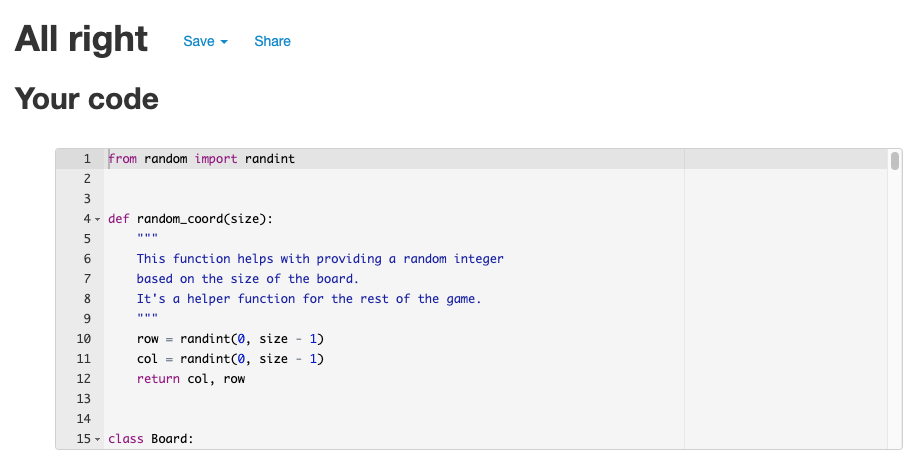 All right Save Share
Your code
1 from random import randint
2
3
4 def random_coord(size):
5     """
6     This function helps with providing a random integer
7     based on the size of the board.
8     It's a helper function for the rest of the game.
9     """
10     row = randint(0, size - 1)
11     col = randint(0, size - 1)
12     return col, row
13
14
15 class Board: